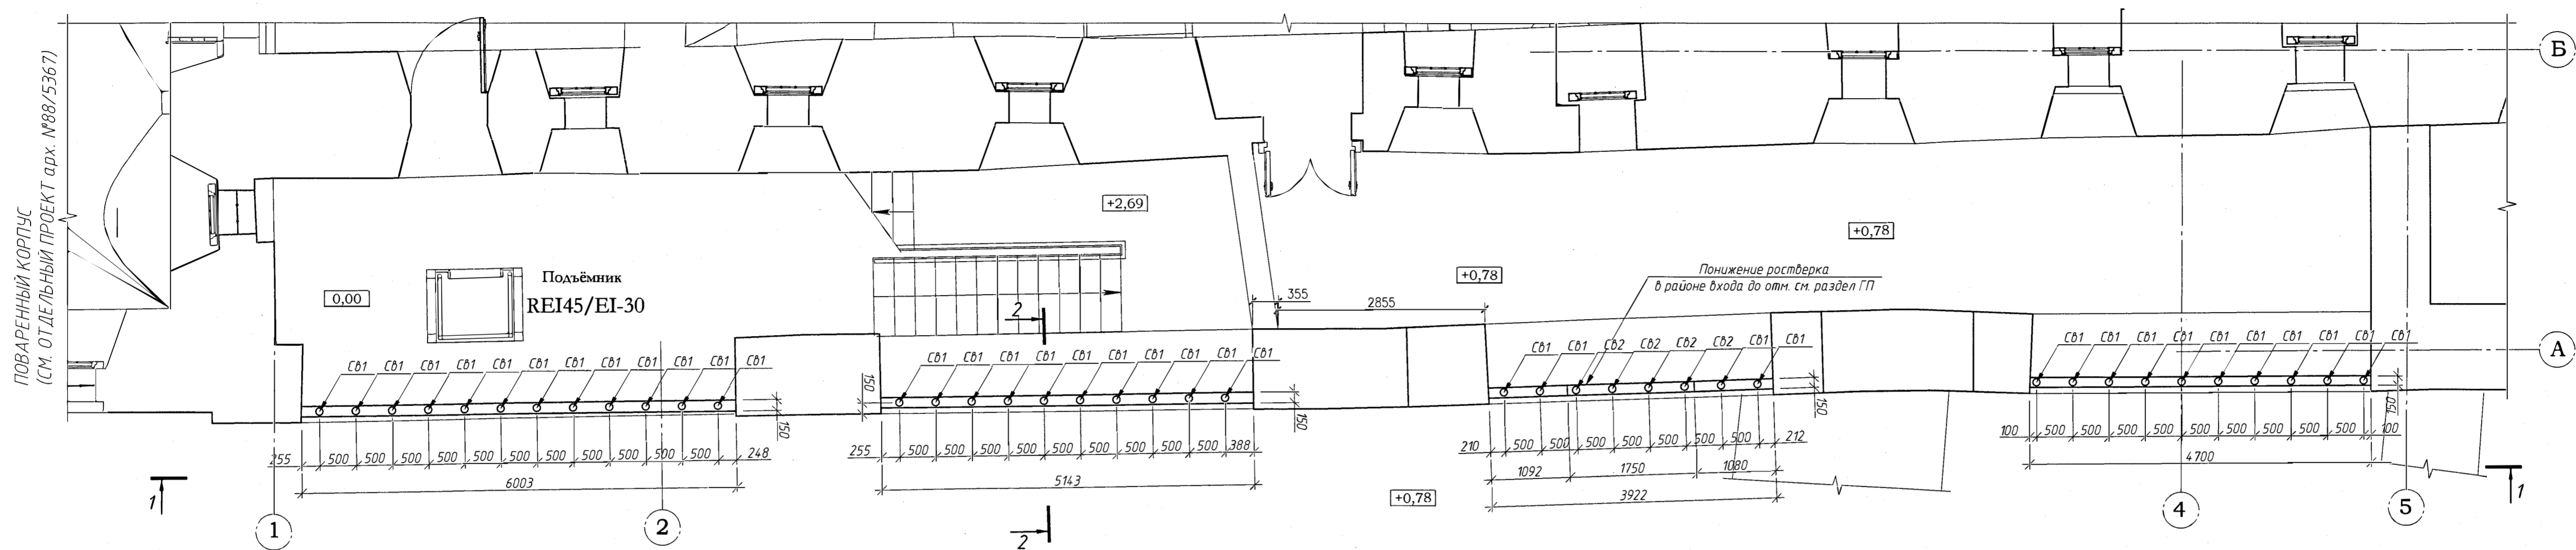 ПОВАРЕННЫЙ КОРПУС
(СМ. ОТДЕЛЬНЫЙ ПРОЕКТ арх. №88/5367)
Б
+2,69
+0,78
+0,78
Понижение ростверка
в районе входа до отм. см. раздел ГП
0,00
Подъёмник
REI45/EI-30
2
355
2855
А
Св1 Св1 Св1 Св1 Св1 Св1 Св1 Св1 Св1 Св1 Св1 Св1
Св1 Св1 Св1 Св1 Св1 Св1 Св1 Св1 Св1 Св1
Св1 Св1 Св2 Св2 Св2 Св2 Св1 Св1
Св1 Св1 Св1 Св1 Св1 Св1 Св1 Св1 Св1 Св1
150 150 150 150 150
255 500 500 500 500 500 500 500 500 500 500 500 248
255 500 500 500 500 500 500 500 500 500 388
210 500 500 500 500 500 500 500 212
100 500 500 500 500 500 500 500 500 500 100
6003
5143
1092 1750 1080
3922
4700
+0,78
1
1
1
2
2
4
5